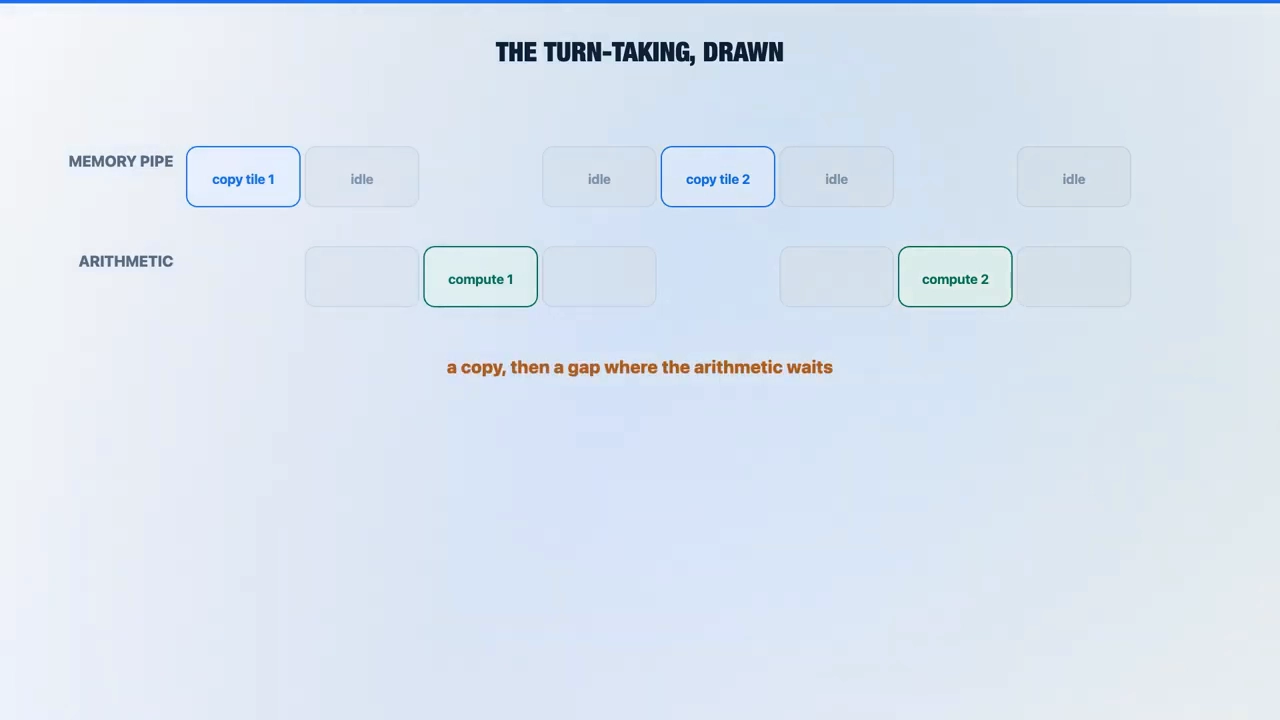 THE TURN-TAKING, DRAWN
MEMORY PIPE
copy tile 1
idle
idle
copy tile 2
idle
idle
ARITHMETIC
compute 1
compute 2
a copy, then a gap where the arithmetic waits